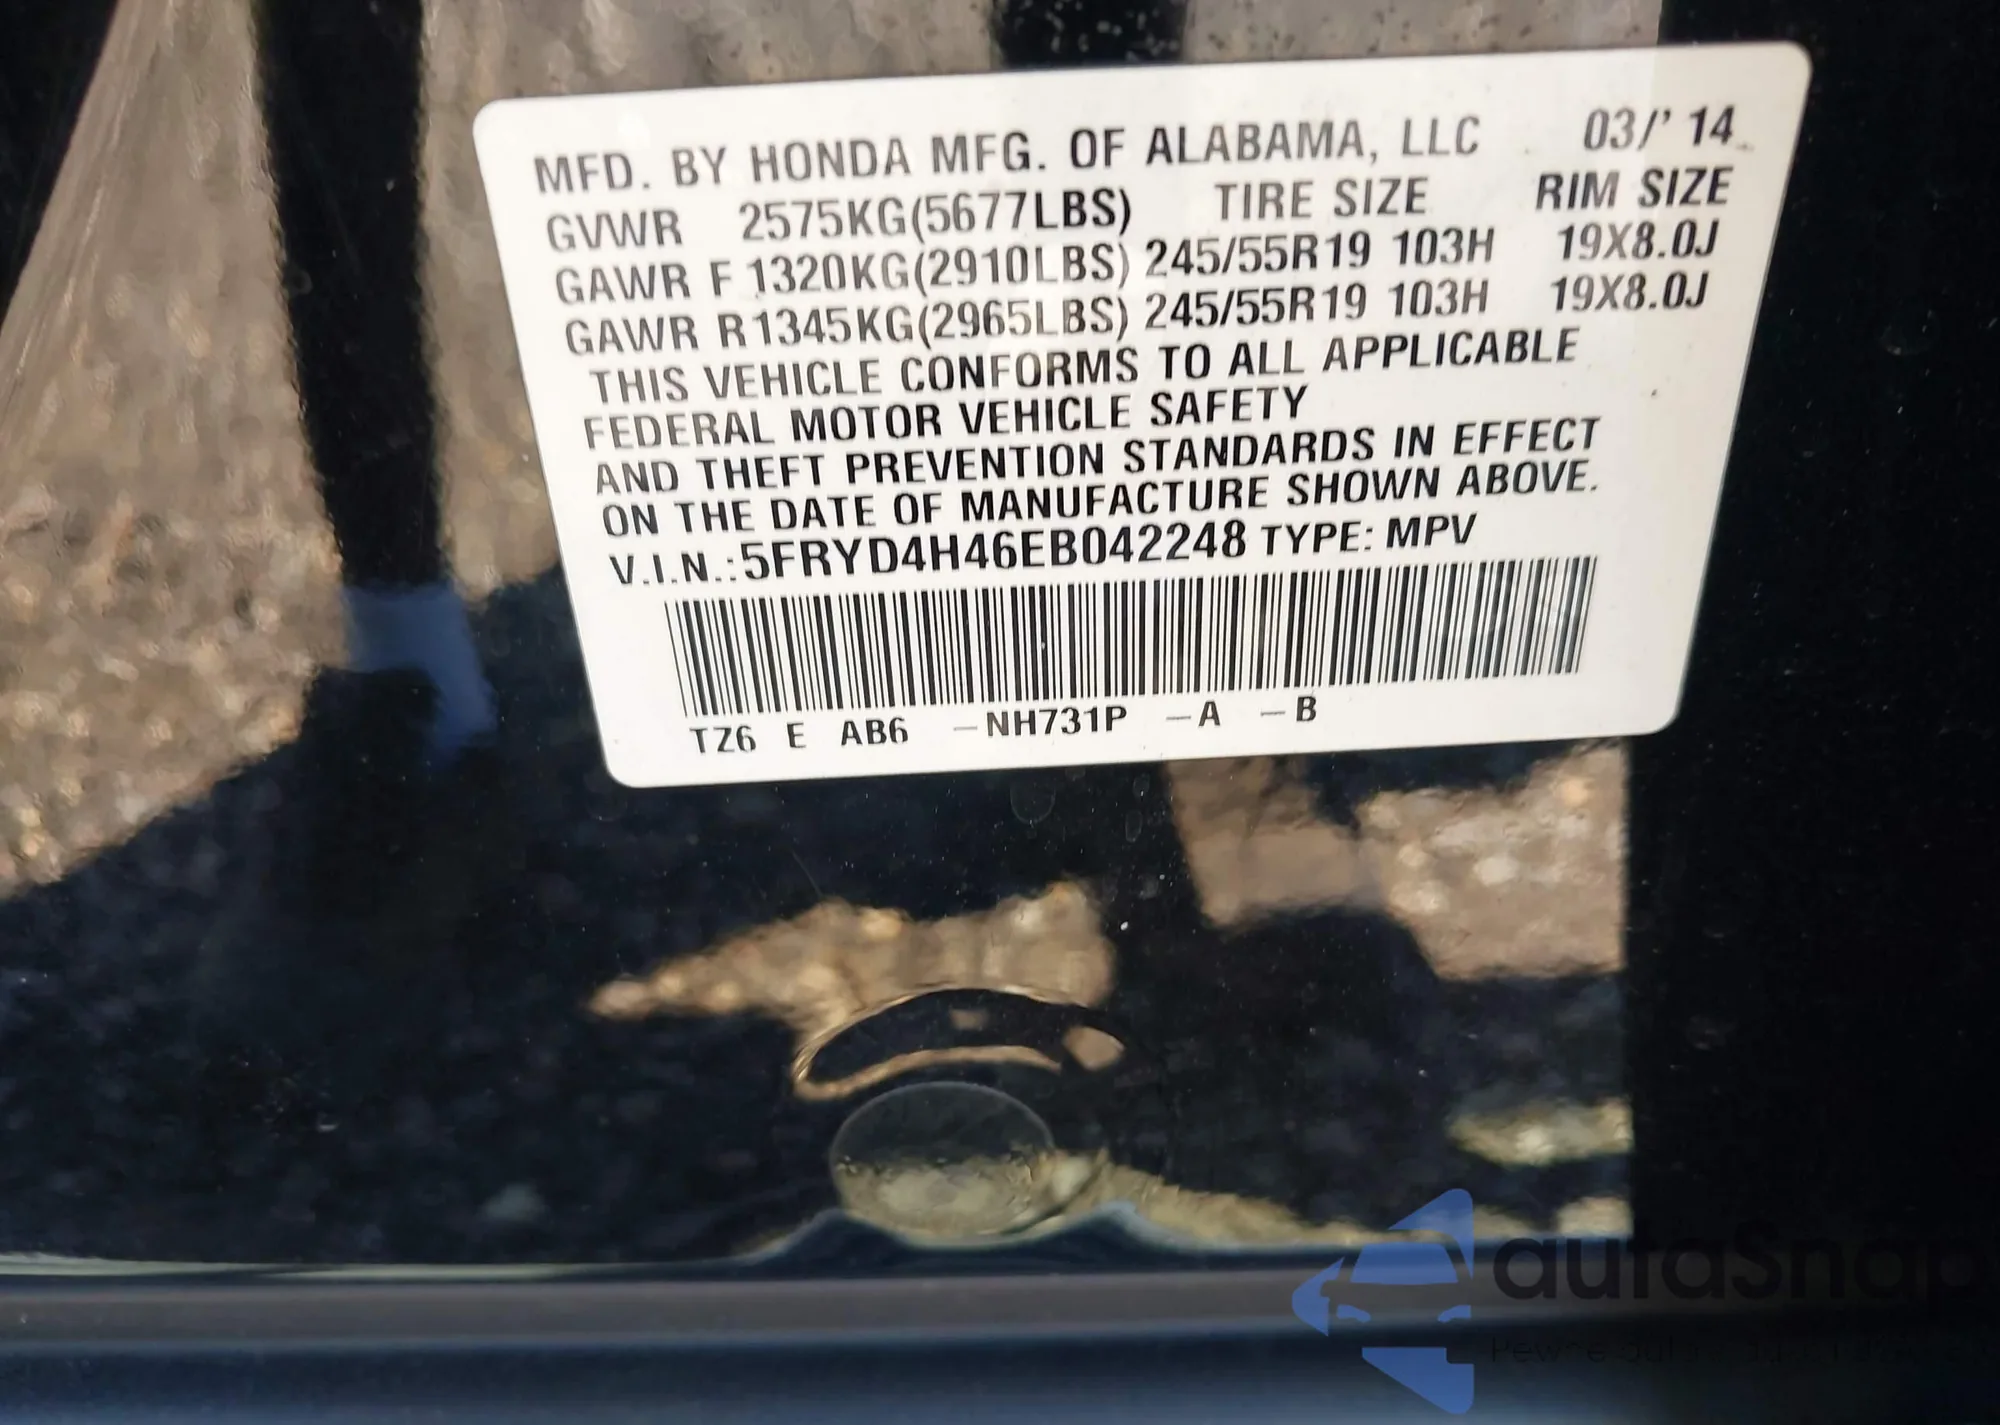 MFD. BY HONDA MFG. OF ALABAMA, LLC 03/' 14
GVWR 2575KG(5677LBS) TIRE SIZE RIM SIZE
GAWR F 1320KG(2910LBS) 245/55R19 103H 19X8.0J
GAWR R1345KG(2965LBS) 245/55R19 103H 19X8.0J
THIS VEHICLE CONFORMS TO ALL APPLICABLE
FEDERAL MOTOR VEHICLE SAFETY
AND THEFT PREVENTION STANDARDS IN EFFECT
ON THE DATE OF MANUFACTURE SHOWN ABOVE.
V.I.N.:5FRYD4H46EB042248 TYPE: MPV
TZ6 E AB6 -NH731P -A -B
autaSnap